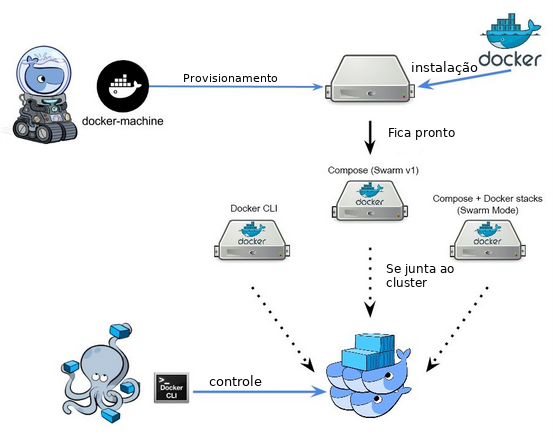 docker
instalação
Provisionamento
docker-machine
Fica pronto
Compose (Swarm v1)
docker
Docker CLI
docker
Compose + Docker stacks
(Swarm Mode)
docker
Se junta ao
cluster
>_
Docker
CLI
controle